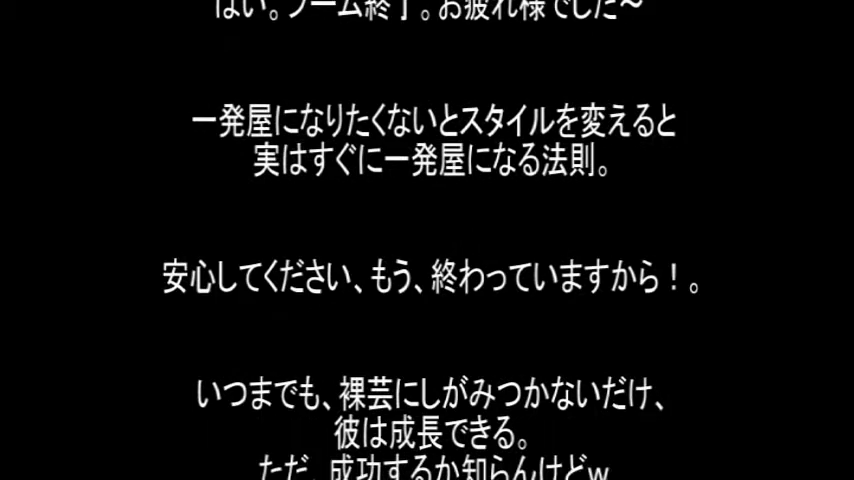 はい。ブーム終了。お疲れ様でした～
一発屋になりたくないとスタイルを変えると
実はすぐに一発屋になる法則。
安心してください、もう、終わっていますから！。
いつまでも、裸芸にしがみつかないだけ、
彼は成長できる。
ただ、成功するか知らんけどw